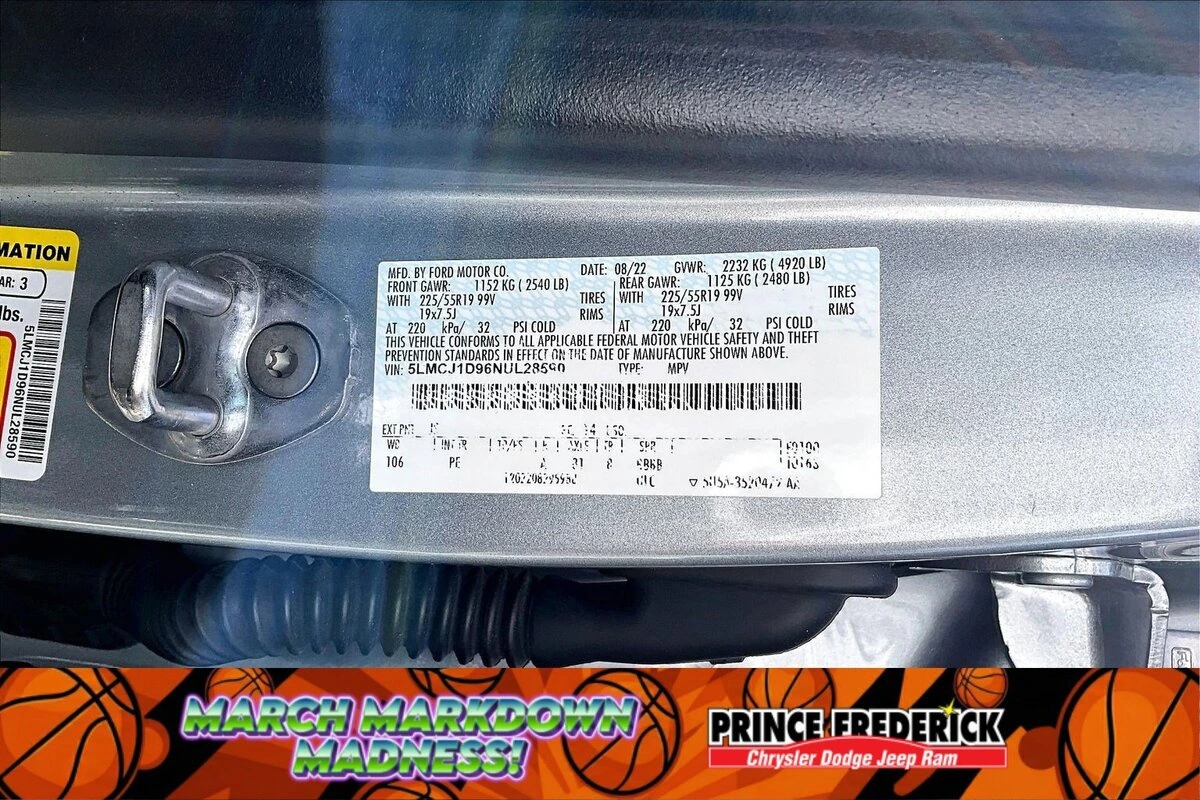 MATION
AR: 3
lbs.
5LMCJ1D96NUL28590
MFD. BY FORD MOTOR CO. DATE: 08/22 GVWR: 2232 KG ( 4920 LB)
FRONT GAWR: 1152 KG ( 2540 LB) REAR GAWR: 1125 KG ( 2480 LB)
WITH 225/55R19 99V TIRES WITH 225/55R19 99V TIRES
19x7.5J RIMS 19x7.5J RIMS
AT 220 kPa/ 32 PSI COLD AT 220 kPa/ 32 PSI COLD
THIS VEHICLE CONFORMS TO ALL APPLICABLE FEDERAL MOTOR VEHICLE SAFETY AND THEFT
PREVENTION STANDARDS IN EFFECT ON THE DATE OF MANUFACTURE SHOWN ABOVE.
VIN: 5LMCJ1D96NUL28590 TYPE: MPV
EXT PNT
WB
106 PE A
MARCH MARKDOWN
MADNESS!
PRINCE FREDERICK
Chrysler Dodge Jeep Ram